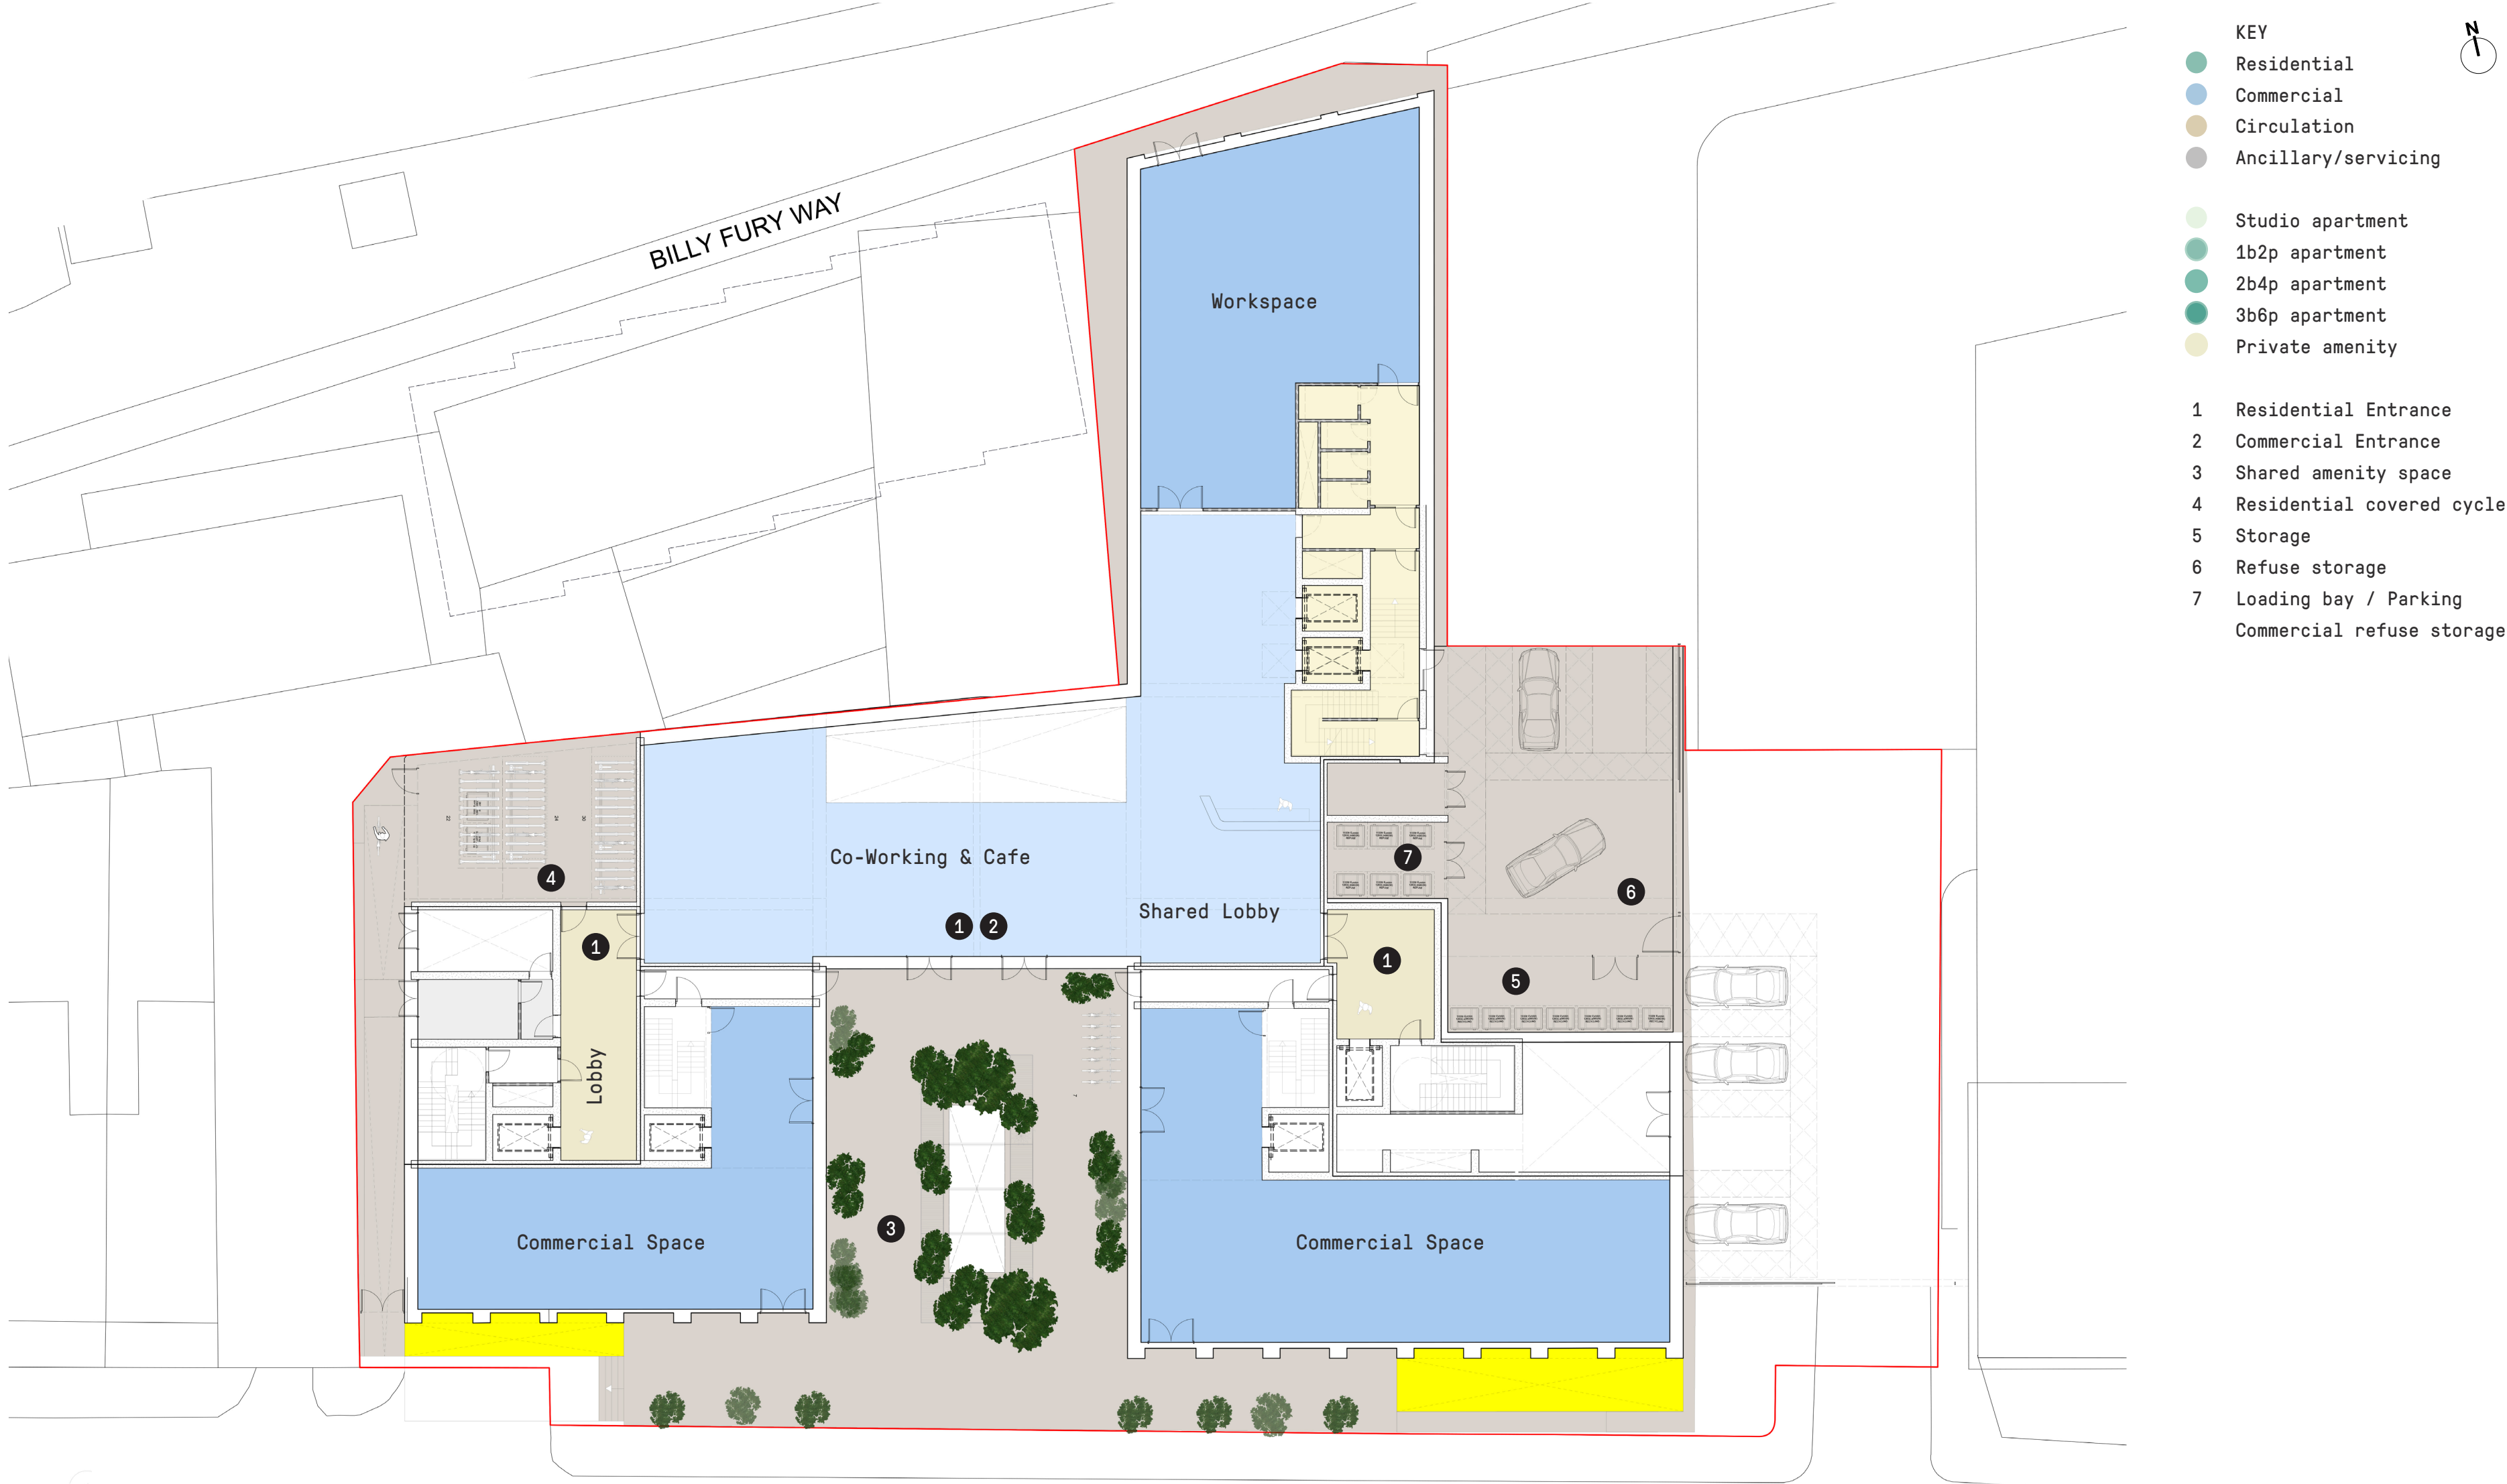 KEY
N
Residential
Commercial
Circulation
Ancillary/servicing
Studio apartment
1b2p apartment
2b4p apartment
3b6p apartment
Private amenity
1 Residential Entrance
2 Commercial Entrance
3 Shared amenity space
4 Residential covered cycle
5 Storage
6 Refuse storage
7 Loading bay / Parking
Commercial refuse storage
BILLY FURY WAY
Workspace
Co-Working & Cafe
Shared Lobby
4
7
6
1 2
1
1
5
Lobby
3
Commercial Space
Commercial Space